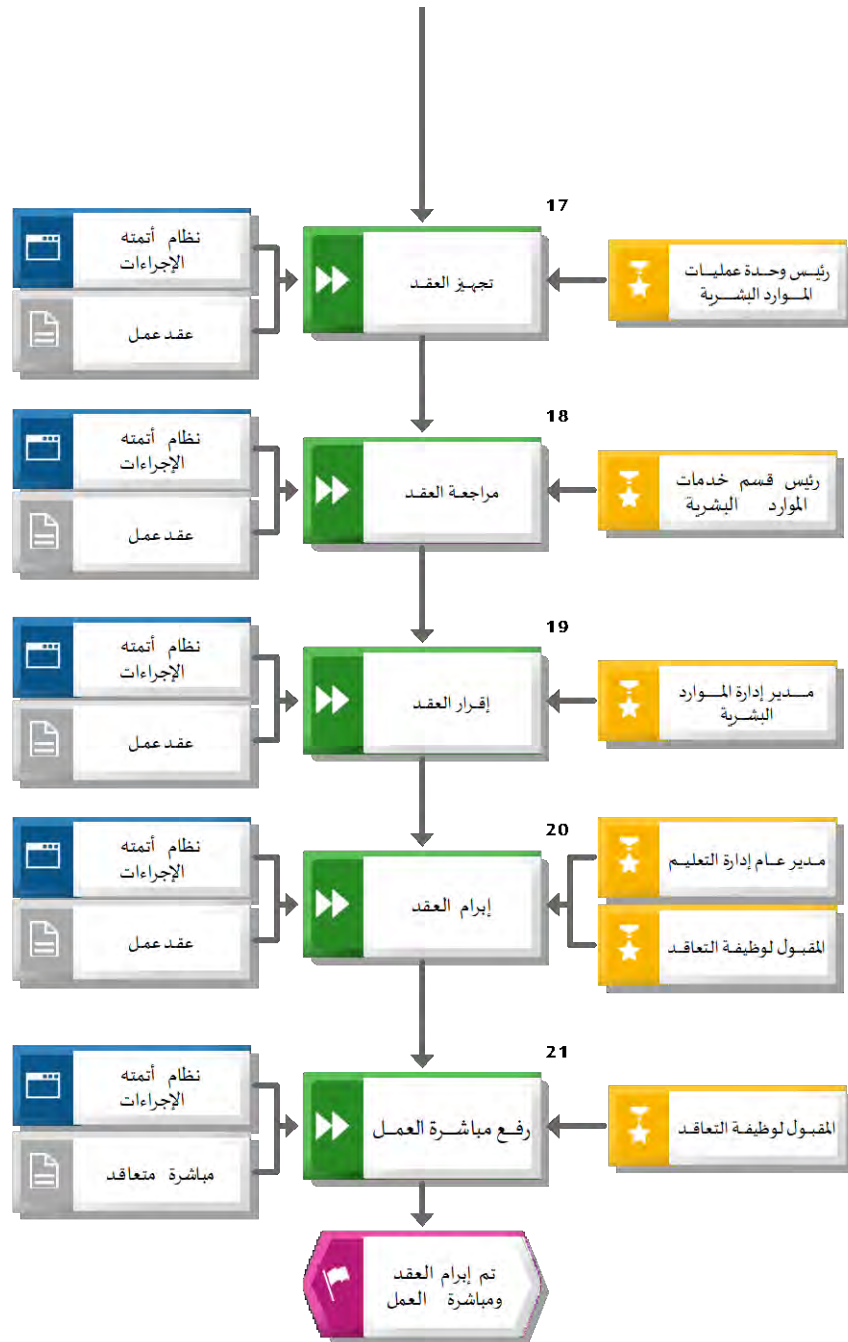 17
رئيس وحدة عمليات
الموارد البشرية
تجهيز العقد
نظام أتمته
الإجراءات
عقد عمل
18
رئيس قسم خدمات
الموارد البشرية
مراجعة العقد
نظام أتمته
الإجراءات
عقد عمل
19
مدير إدارة الموارد
البشرية
إقرار العقد
نظام أتمته
الإجراءات
عقد عمل
20
مدير عام إدارة التعليم
المقبول لوظيفة التعاقد
إبرام العقد
نظام أتمته
الإجراءات
عقد عمل
21
المقبول لوظيفة التعاقد
رفع مباشرة العمل
نظام أتمته
الإجراءات
مباشرة متعاقد
تم إبرام العقد
ومباشرة العمل